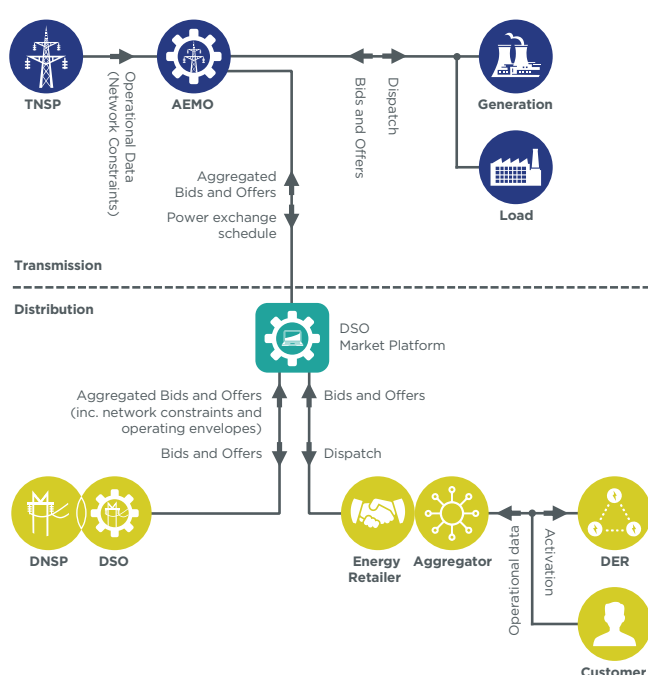 TNSP
AEMO
Operational Data
(Network Constraints)
Bids and Offers
Dispatch
Generation
Load
Aggregated
Bids and Offers
Power exchange
schedule
Transmission
Distribution
DSO
Market Platform
Aggregated Bids and Offers
(inc. network constraints and
operating envelopes)
Bids and Offers
Bids and Offers
Dispatch
DNSP
DSO
Energy
Retailer
Aggregator
Operational data
Activation
DER
Customer